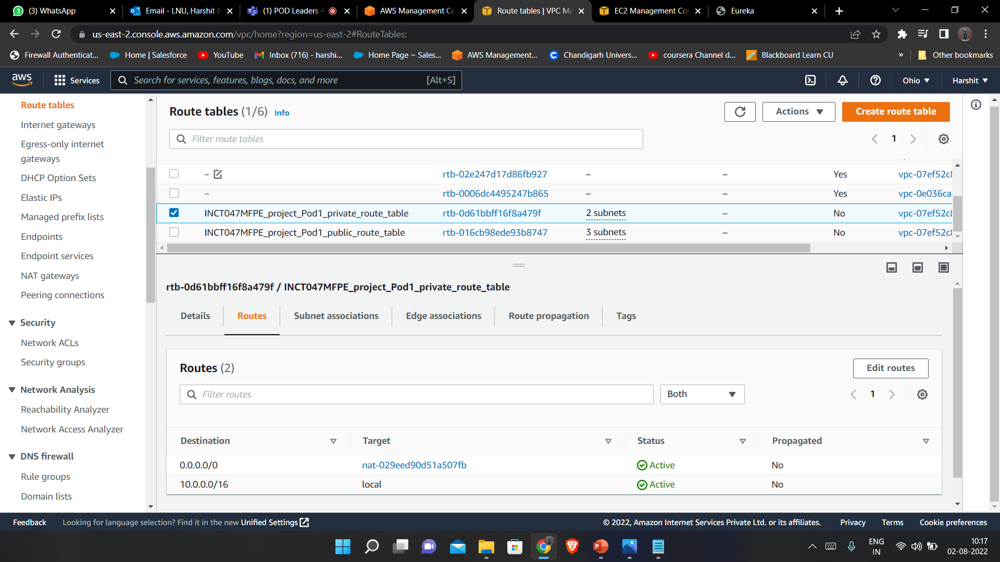 (3) WhatsApp
Email - LNU, Harshit (
(1) POD Leaders 4
AWS Management Co
Route tables | VPC Ma
EC2 Management Con
Eureka
us-east-2.console.aws.amazon.com/vpc/home?region=us-east-2#RouteTables:
Firewall Authenticat...
Home | Salesforce
YouTube
Inbox (716) - harshi...
Home Page ~ Sales...
AWS Management...
Chandigarh Univers...
coursera Channel d...
Blackboard Learn CU
»
Other bookmarks
aws
Services
Search for services, features, blogs, docs, and more
[Alt+S]
Ohio
Harshit
Route tables
Internet gateways
Egress-only internet
gateways
DHCP Option Sets
Elastic IPs
Managed prefix lists
Endpoints
Endpoint services
NAT gateways
Peering connections
Security
Network ACLs
Security groups
Network Analysis
Reachability Analyzer
Network Access Analyzer
DNS firewall
Rule groups
Domain lists
Route tables (1/6) Info
Actions
Create route table
Filter route tables
1
– rtb-02e247d17d86fb927 – – Yes vpc-07ef52c8
– rtb-0006dc4495247b865 – – Yes vpc-0e036ca
INCT047MFPE_project_Pod1_private_route_table rtb-0d61bbff16f8a479f 2 subnets – No vpc-07ef52c8
INCT047MFPE_project_Pod1_public_route_table rtb-016cb98ede93b8747 3 subnets – No vpc-07ef52c8
rtb-0d61bbff16f8a479f / INCT047MFPE_project_Pod1_private_route_table
Details
Routes
Subnet associations
Edge associations
Route propagation
Tags
Routes (2)
Edit routes
Filter routes
Both
1
Destination Target Status Propagated
0.0.0.0/0 nat-029eed90d51a507fb Active No
10.0.0.0/16 local Active No
Feedback
Looking for language selection? Find it in the new Unified Settings
© 2022, Amazon Internet Services Private Ltd. or its affiliates.
Privacy
Terms
Cookie preferences
ENG
IN
10:17
02-08-2022